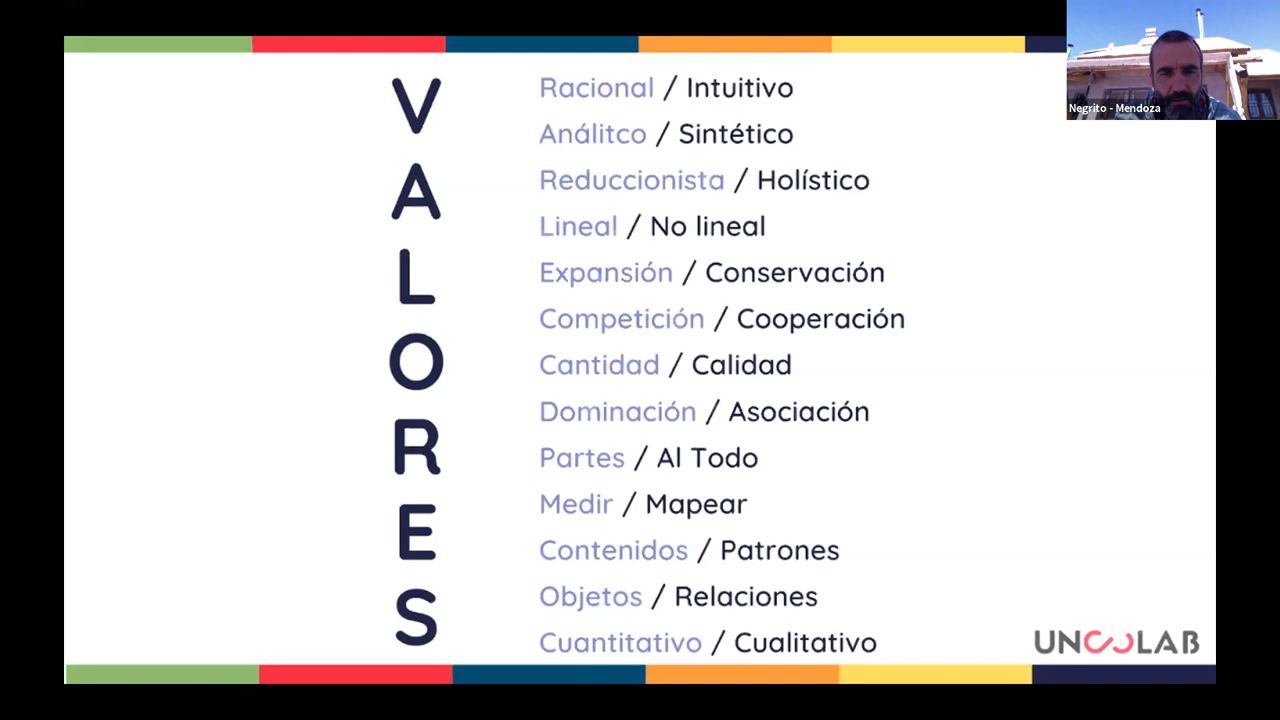 VALORES
Racional / Intuitivo
Análitco / Sintético
Reduccionista / Holístico
Lineal / No lineal
Expansión / Conservación
Competición / Cooperación
Cantidad / Calidad
Dominación / Asociación
Partes / Al Todo
Medir / Mapear
Contenidos / Patrones
Objetos / Relaciones
Cuantitativo / Cualitativo
UNCOLAB
Negrito - Mendoza